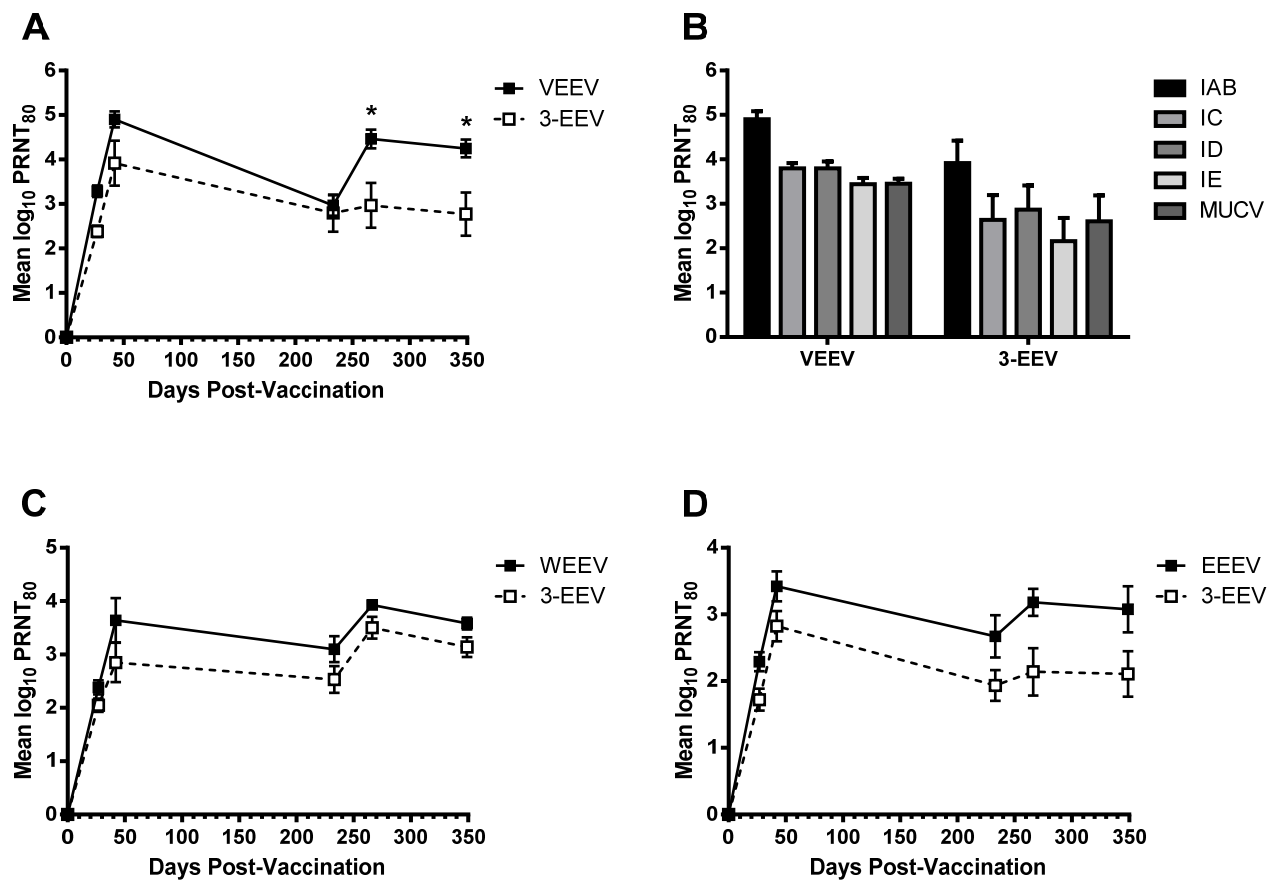 A
Mean log10 PRNT80
6
5
4
3
2
1
0
0 50 100 150 200 250 300 350
Days Post-Vaccination
VEEV
3-EEV
*
*
B
Mean log10 PRNT80
6
5
4
3
2
1
0
VEEV 3-EEV
IAB
IC
ID
IE
MUCV
C
Mean log10 PRNT80
5
4
3
2
1
0
0 50 100 150 200 250 300 350
Days Post-Vaccination
WEEV
3-EEV
D
Mean log10 PRNT80
4
3
2
1
0
0 50 100 150 200 250 300 350
Days Post-Vaccination
EEEV
3-EEV